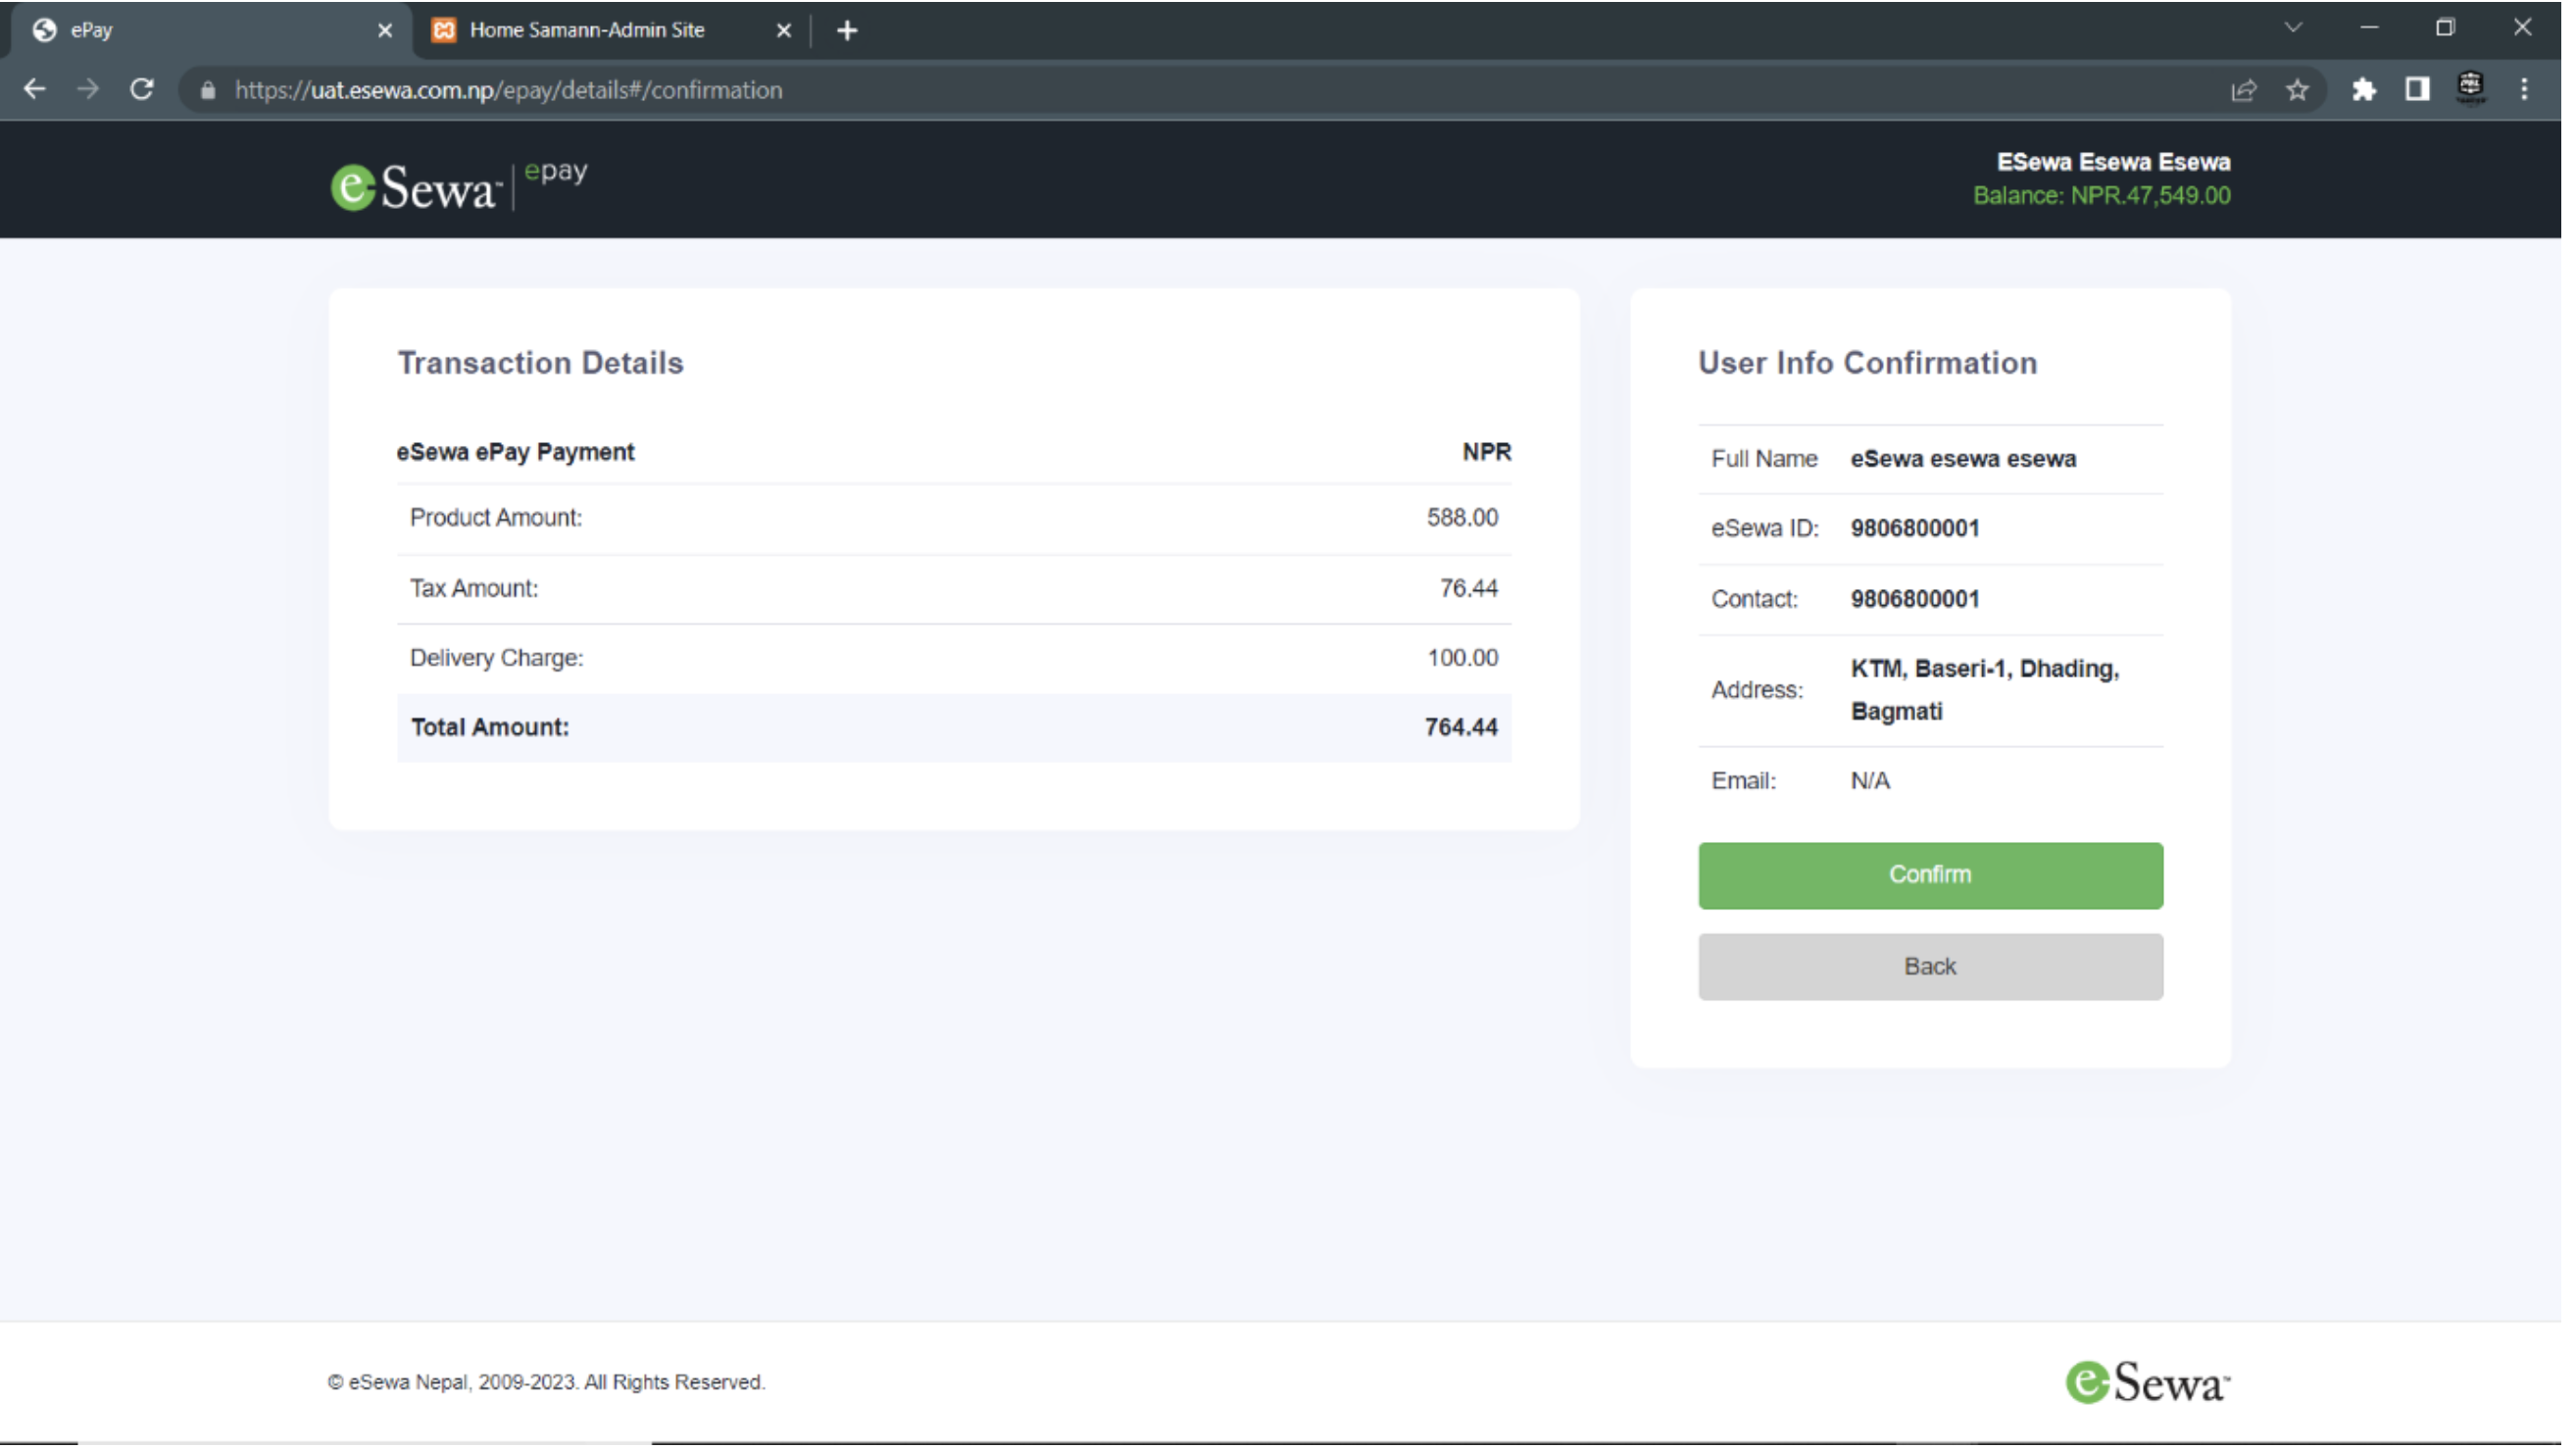 ePay
Home Samann-Admin Site
https://uat.esewa.com.np/epay/details#/confirmation
eSewa epay
ESewa Esewa Esewa
Balance: NPR.47,549.00
Transaction Details
eSewa ePay Payment NPR
Product Amount: 588.00
Tax Amount: 76.44
Delivery Charge: 100.00
Total Amount: 764.44
User Info Confirmation
Full Name eSewa esewa esewa
eSewa ID: 9806800001
Contact: 9806800001
Address: KTM, Baseri-1, Dhading,
Bagmati
Email: N/A
Confirm
Back
© eSewa Nepal, 2009-2023. All Rights Reserved.
eSewa